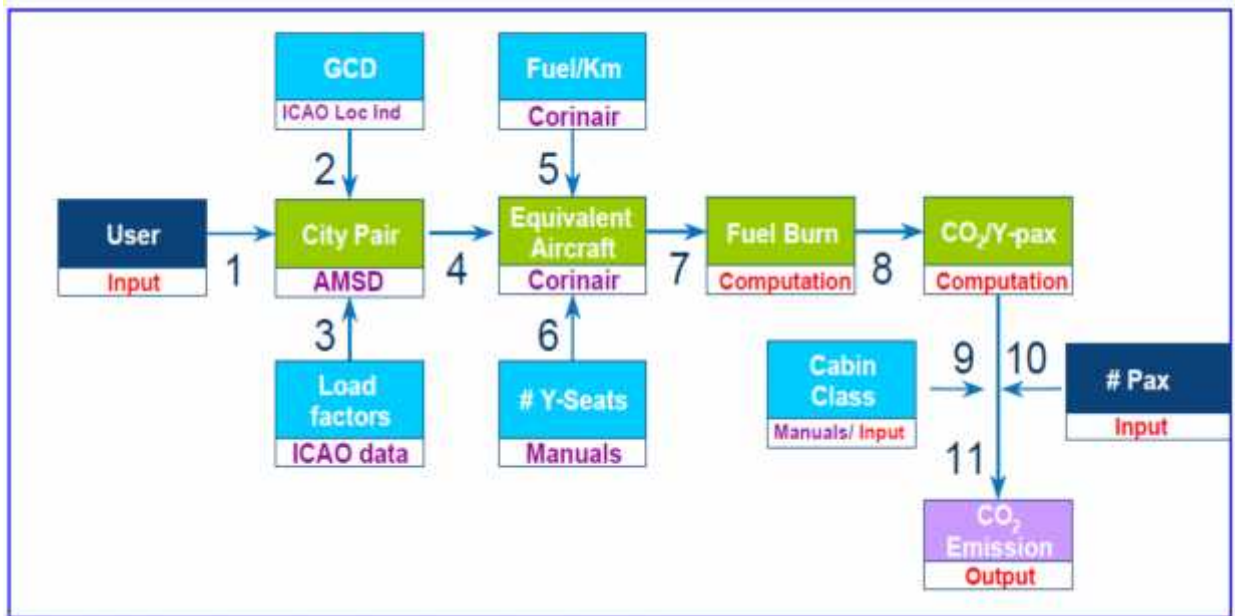 GCD
ICAO Loc Ind
Fuel/Km
Corinair
2
5
User
Input
1
City Pair
AMSD
4
Equivalent
Aircraft
Corinair
7
Fuel Burn
Computation
8
CO₂/Y-pax
Computation
3
6
Load
factors
ICAO data
# Y-Seats
Manuals
Cabin
Class
Manuals/ Input
9
10
# Pax
Input
11
CO₂
Emission
Output